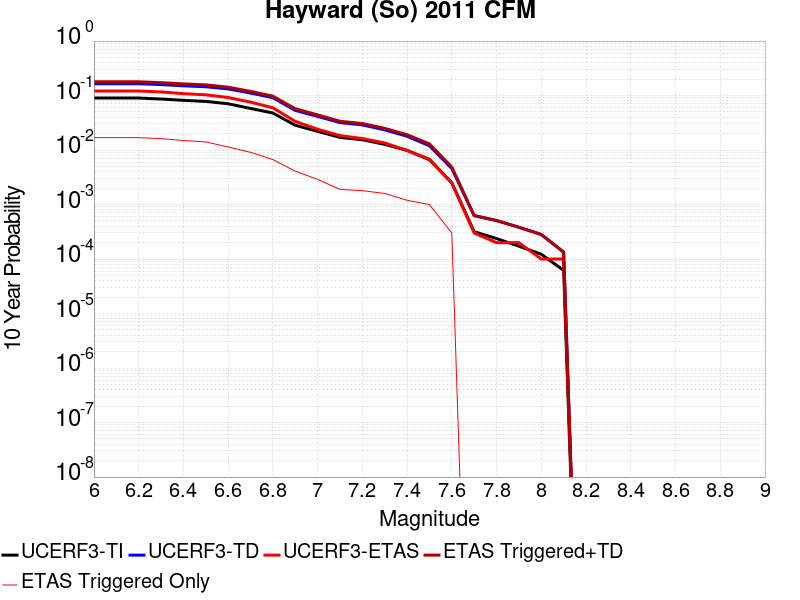 Hayward (So) 2011 CFM
10 0
10 -1
10 -2
10 -3
10 -4
10 -5
10 -6
10 -7
10 -8
10 Year Probability
6 6.2 6.4 6.6 6.8 7 7.2 7.4 7.6 7.8 8 8.2 8.4 8.6 8.8 9
Magnitude
UCERF3-TI UCERF3-TD UCERF3-ETAS ETAS Triggered+TD
ETAS Triggered Only